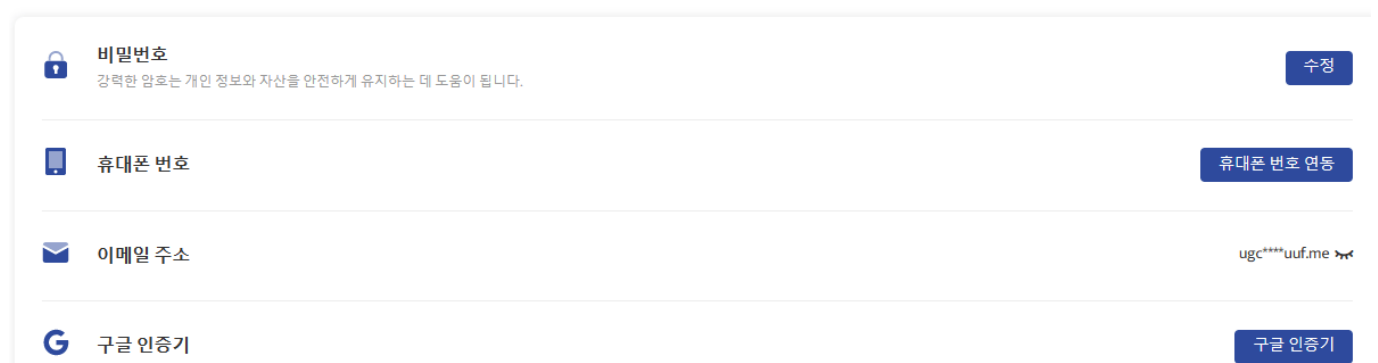 비밀번호
강력한 암호는 개인 정보와 자산을 안전하게 유지하는 데 도움이 됩니다.
수정
휴대폰 번호
휴대폰 번호 연동
이메일 주소
ugc****uuf.me
구글 인증기
구글 인증기